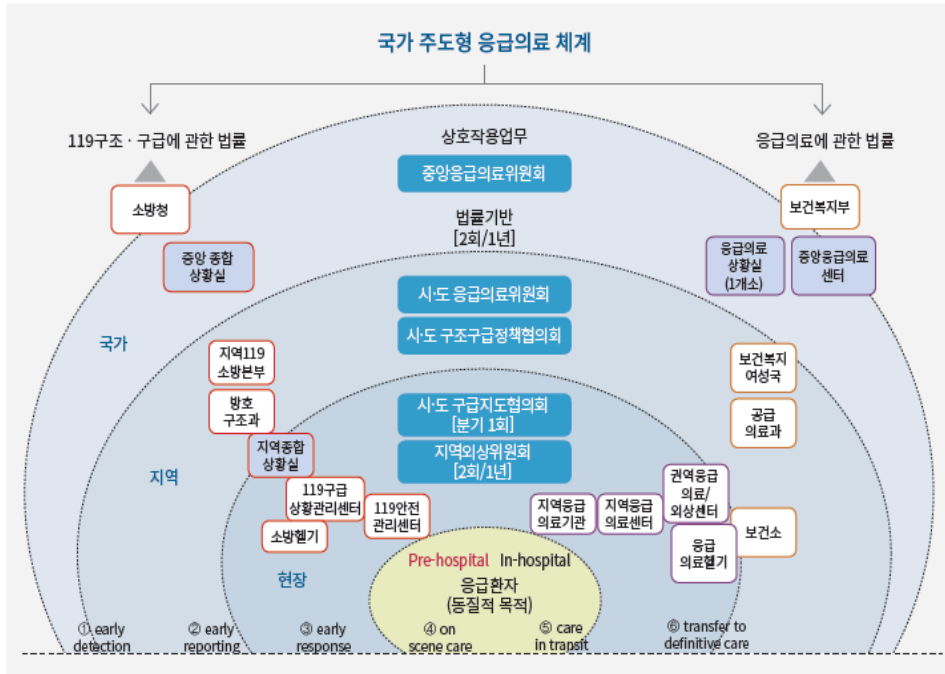 국가 주도형 응급의료 체계
119구조 · 구급에 관한 법률
상호작용업무
응급의료에 관한 법률
중앙응급의료위원회
소방청
보건복지부
법률기반
[2회/1년]
중앙 종합
상황실
응급의료
상황실
(1개소)
중앙응급의료
센터
시·도 응급의료위원회
시·도 구조구급정책협의회
국가
지역119
소방본부
보건복지
여성국
방호
구조과
시·도 구급지도협의회
[분기 1회]
공급
의료과
지역종합
상황실
지역외상위원회
[2회/1년]
지역
119구급
상황관리센터
119안전
관리센터
지역응급
의료기관
지역응급
의료센터
권역응급
의료/
외상센터
소방헬기
응급
의료헬기
보건소
현장
Pre-hospital In-hospital
응급환자
(동질적 목적)
① early
detection
② early
reporting
③ early
response
④ on
scene care
⑤ care
in transit
⑥ transfer to
definitive care